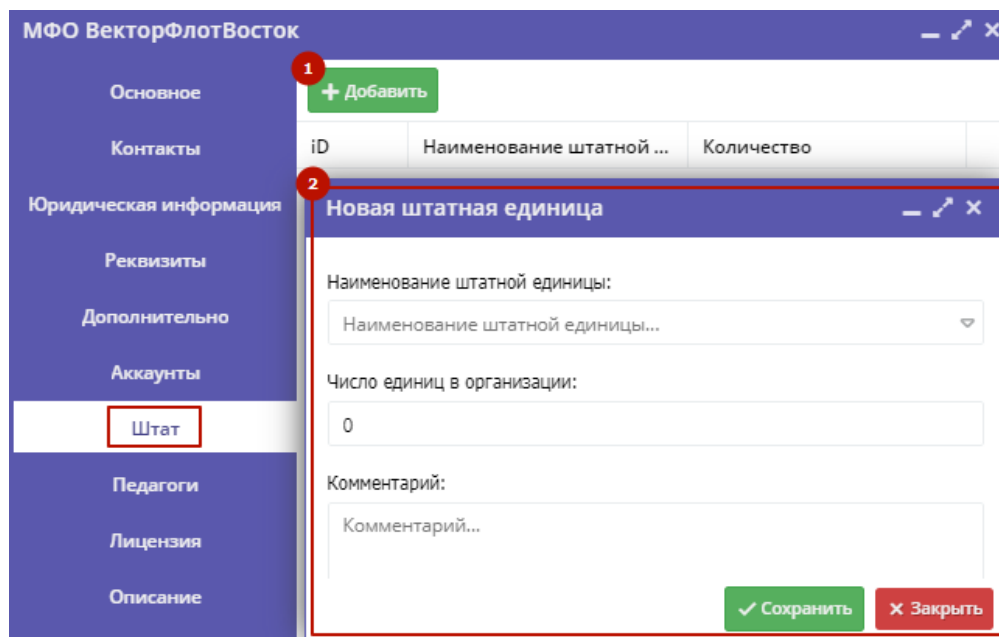 МФО ВекторФлотВосток
Основное
Контакты
Юридическая информация
Реквизиты
Дополнительно
Аккаунты
Штат
Педагоги
Лицензия
Описание
1
Добавить
iD Наименование штатной ... Количество
2
Новая штатная единица
Наименование штатной единицы:
Наименование штатной единицы...
Число единиц в организации:
0
Комментарий:
Комментарий...
Сохранить Закрыть